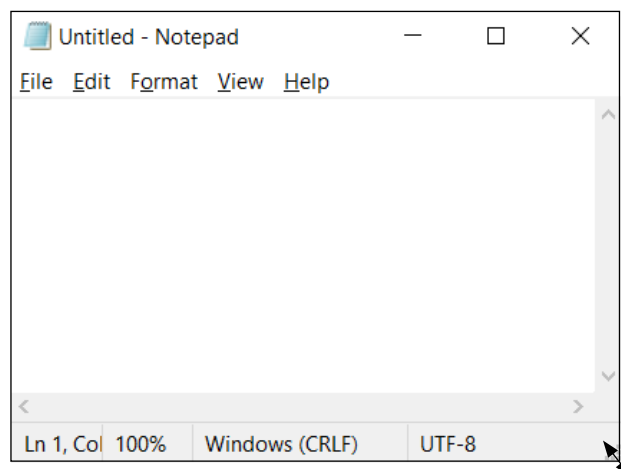 Untitled - Notepad
File Edit Format View Help
Ln 1, Col 100% Windows (CRLF) UTF-8